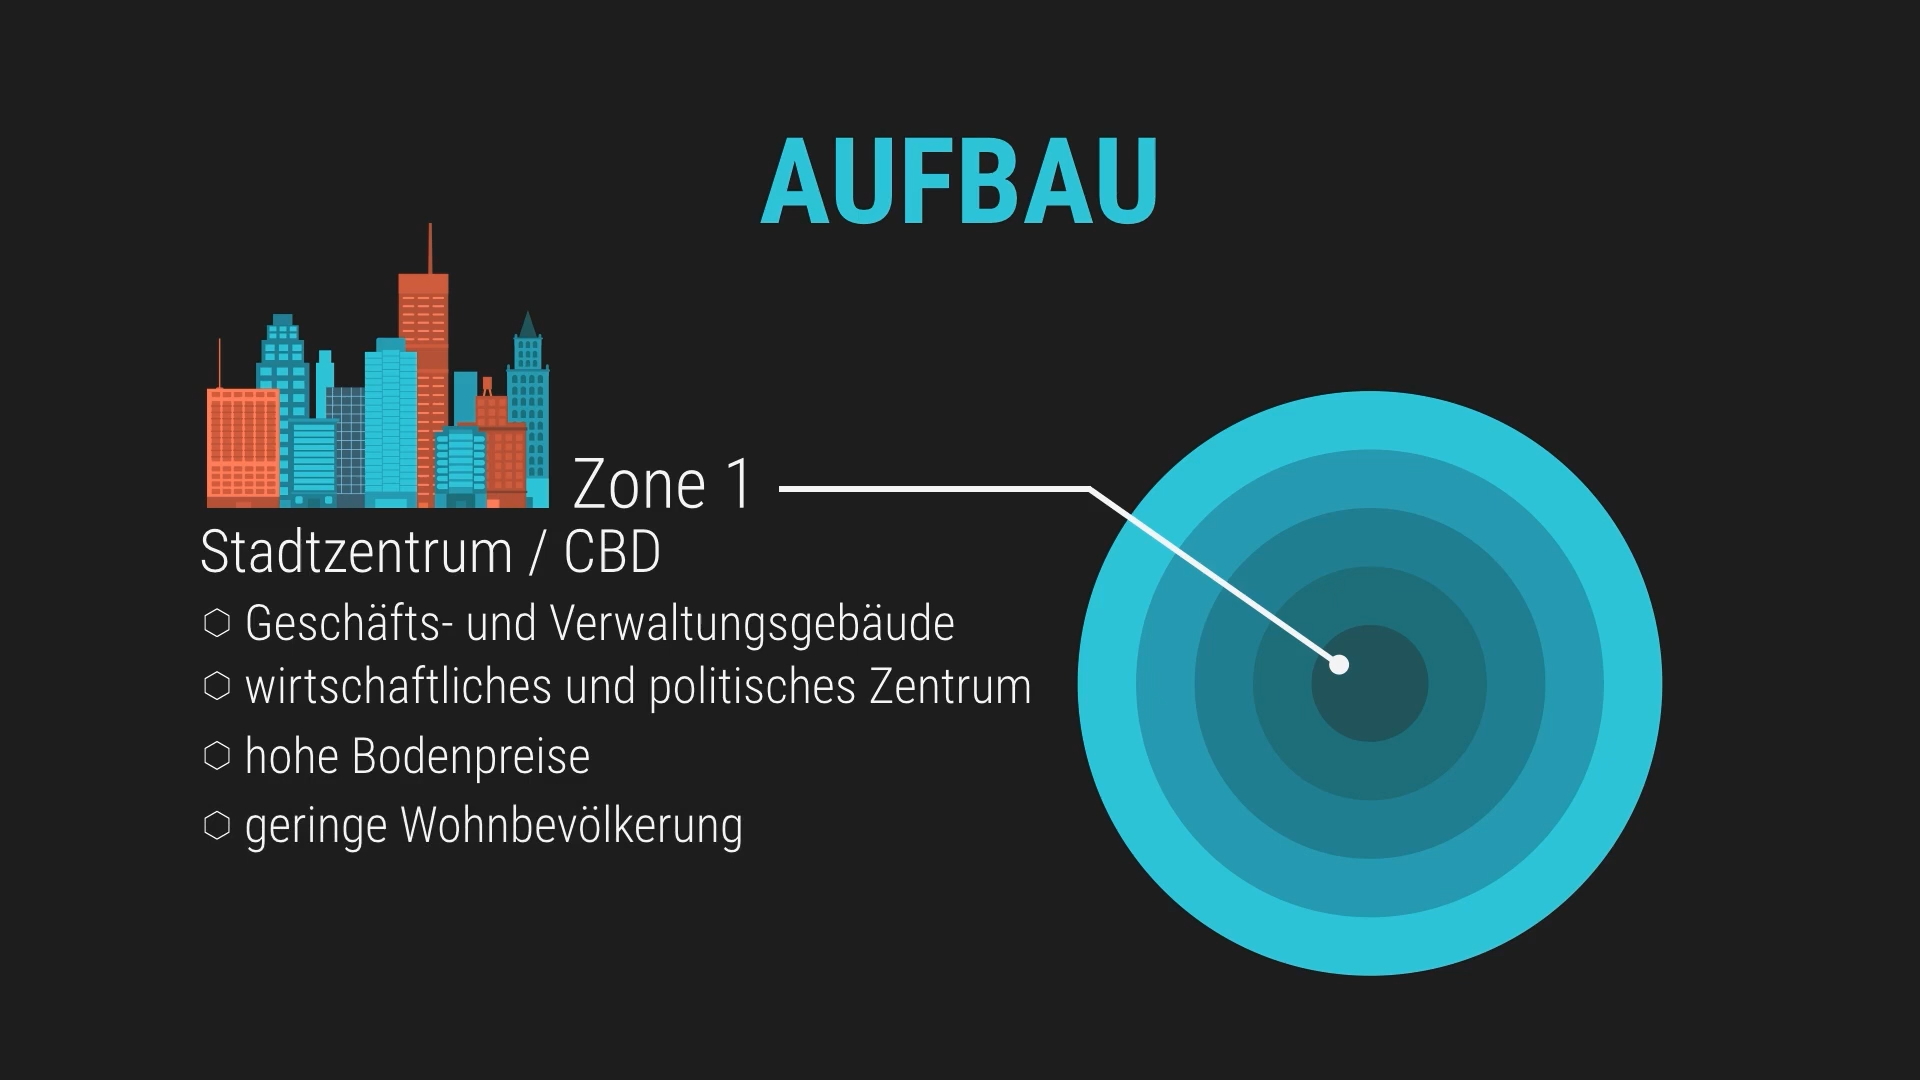 AUFBAU
Zone 1
Stadtzentrum / CBD
Geschäfts- und Verwaltungsgebäude
wirtschaftliches und politisches Zentrum
hohe Bodenpreise
geringe Wohnbevölkerung